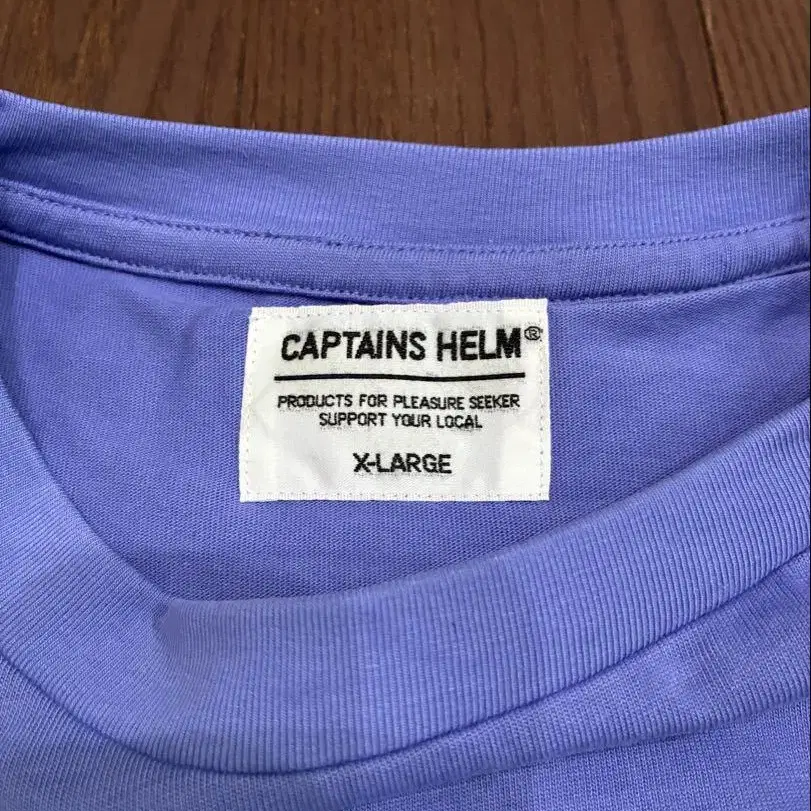 CAPTAINS HELM®
PRODUCTS FOR PLEASURE SEEKER
SUPPORT YOUR LOCAL
X-LARGE